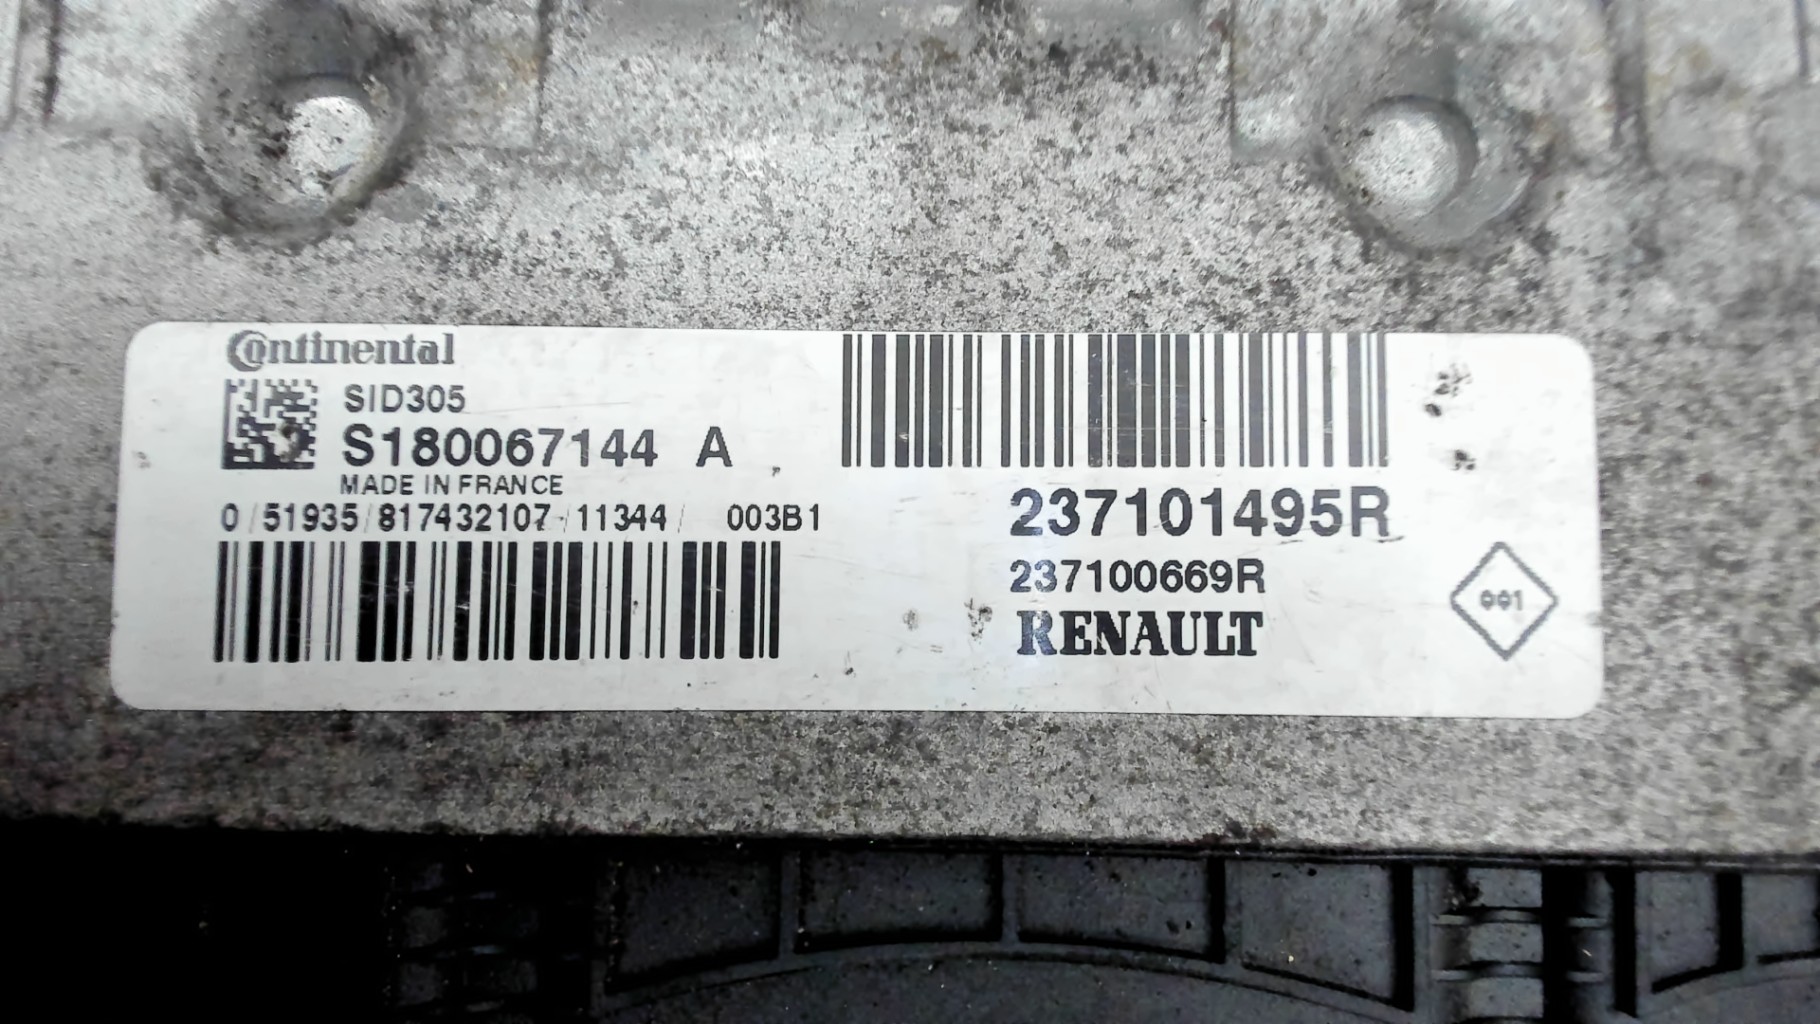 Continental
SID305
S180067144 A
MADE IN FRANCE
0/51935/817432107/11344/ 003B1
237101495R
237100669R
RENAULT
001